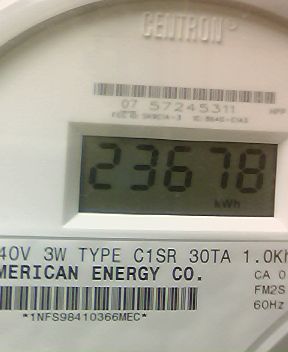 CENTRON®
07 57245311
23678
kWh
40V 3W TYPE C1SR 30TA 1.0Kh
MERICAN ENERGY CO.
CA 0
FM2S
60Hz
*1NFS98410366MEC*